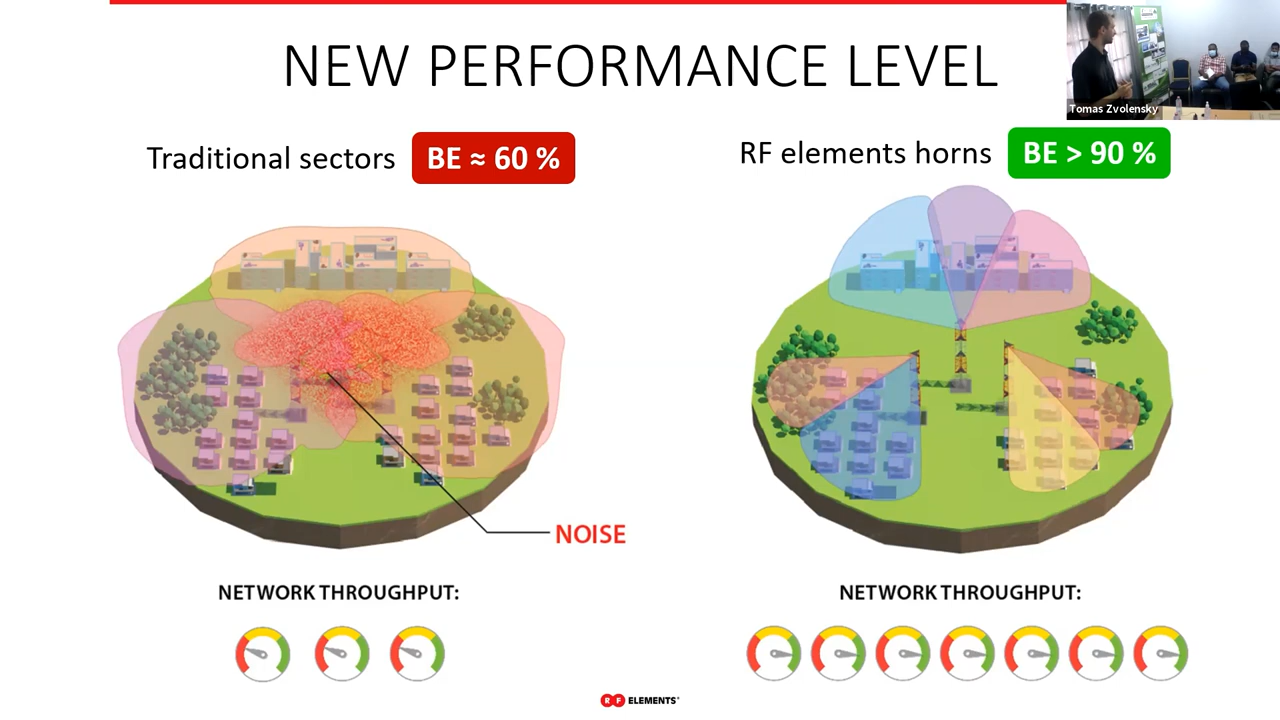 NEW PERFORMANCE LEVEL
Tomas Zvolensky
Traditional sectors
BE ≈ 60 %
RF elements horns
BE > 90 %
NOISE
NETWORK THROUGHPUT:
NETWORK THROUGHPUT:
RF ELEMENTS